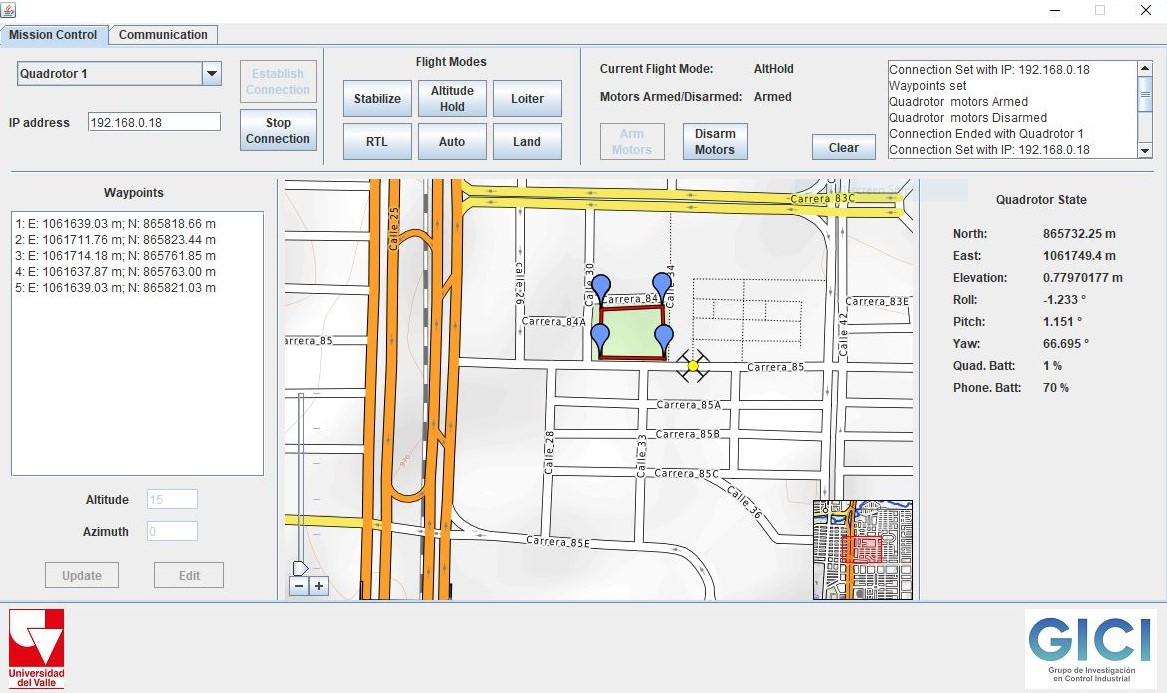 Mission Control
Communication
Quadrotor 1
Establish
Connection
IP address
192.168.0.18
Stop
Connection
Flight Modes
Stabilize
Altitude
Hold
Loiter
RTL
Auto
Land
Current Flight Mode:
AltHold
Motors Armed/Disarmed:
Armed
Arm
Motors
Disarm
Motors
Clear
Connection Set with IP: 192.168.0.18
Waypoints set
Quadrotor motors Armed
Quadrotor motors Disarmed
Connection Ended with Quadrotor 1
Connection Set with IP: 192.168.0.18
Waypoints
1: E: 1061639.03 m; N: 865818.66 m
2: E: 1061711.76 m; N: 865823.44 m
3: E: 1061714.18 m; N: 865761.85 m
4: E: 1061637.87 m; N: 865763.00 m
5: E: 1061639.03 m; N: 865821.03 m
Altitude
15
Azimuth
0
Update
Edit
Carrera 83C
Calle 25
calle 26
Calle 30
Carrera 84
Carrera 84A
Carrera 83E
Calle 42
arrera 85
Carrera 85
Carrera 85A
Carrera 85B
Calle 28
Calle 33
Carrera 85C
Calle 36
Carrera 85E
970
Quadrotor State
North: 865732.25 m
East: 1061749.4 m
Elevation: 0.77970177 m
Roll: -1.233 °
Pitch: 1.151 °
Yaw: 66.695 °
Quad. Batt: 1 %
Phone. Batt: 70 %
Universidad
del Valle
GICI
Grupo de Investigación
en Control Industrial